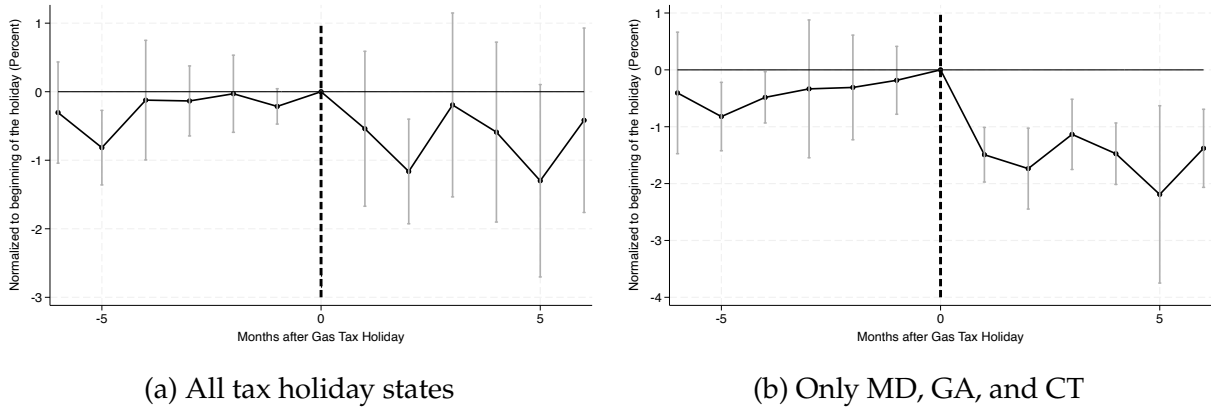 Normalized to beginning of the holiday (Percent)
1
0
-1
-2
-3
-5
0
5
Months after Gas Tax Holiday
(a) All tax holiday states
Normalized to beginning of the holiday (Percent)
1
0
-1
-2
-3
-4
-5
0
5
Months after Gas Tax Holiday
(b) Only MD, GA, and CT